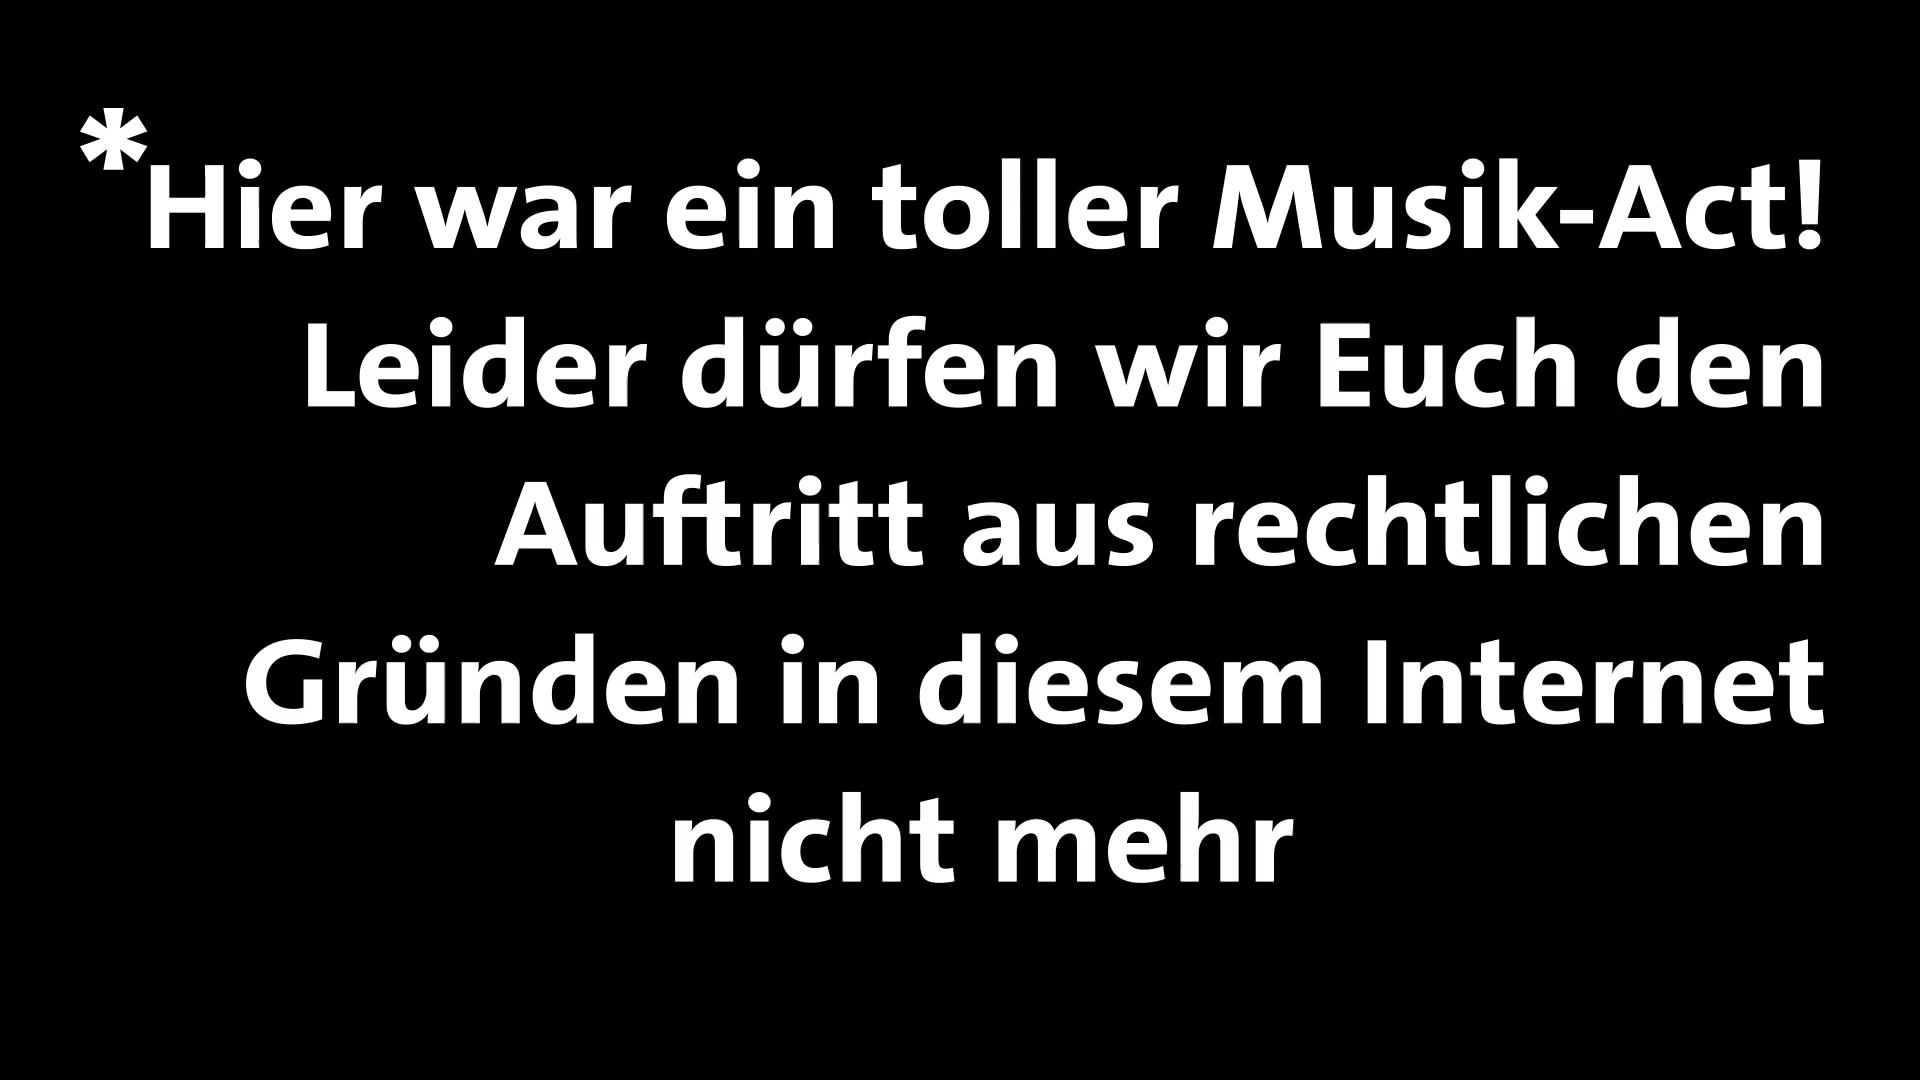 *Hier war ein toller Musik-Act!
Leider dürfen wir Euch den
Auftritt aus rechtlichen
Gründen in diesem Internet
nicht mehr